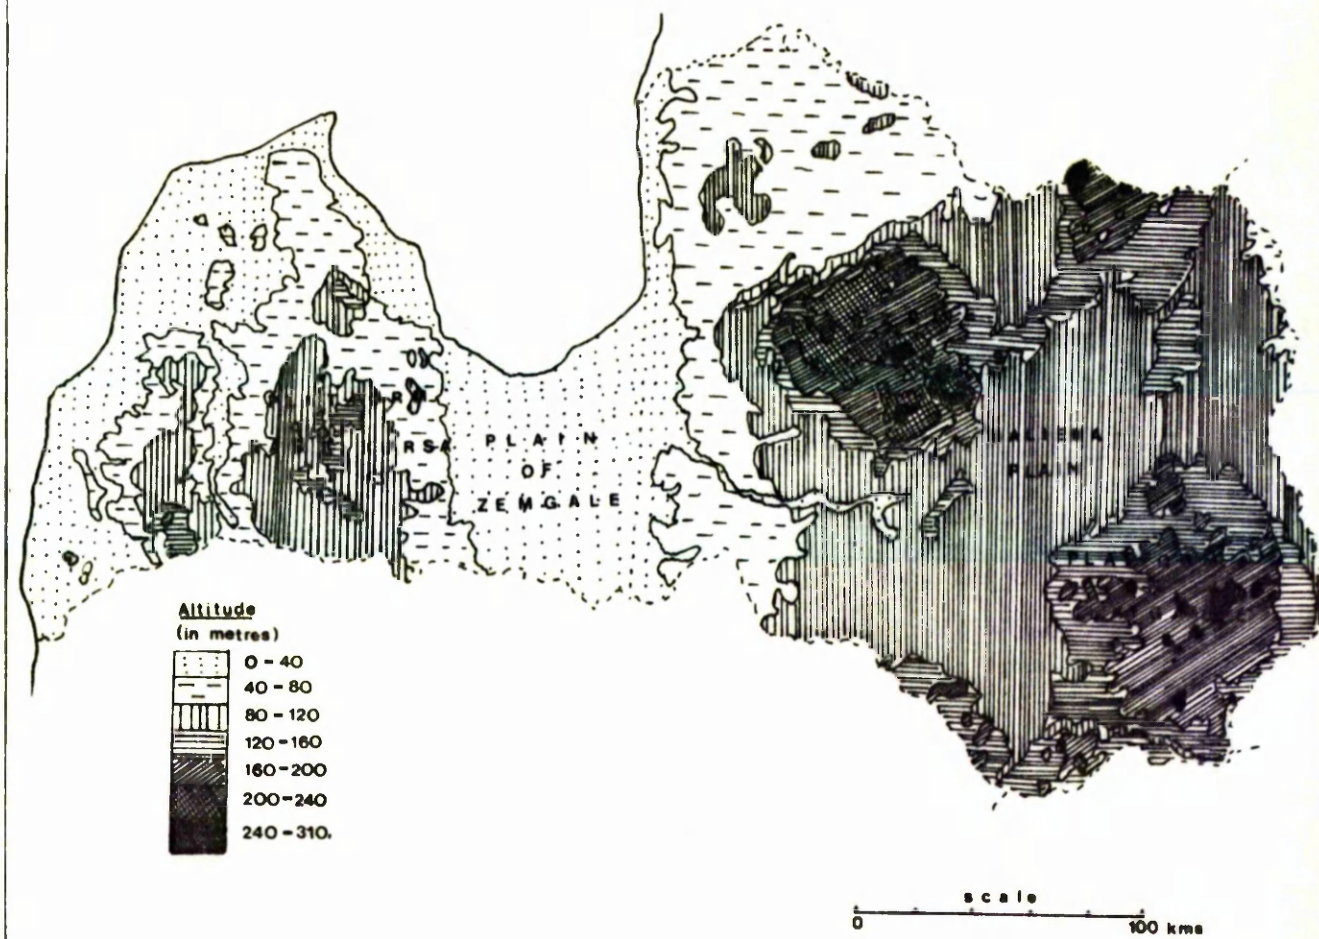 PLAIN
OF
ZEMGALE
PLAIN
Altitude
(in metres)
0-40
40-80
80-120
120-160
160-200
200-240
240-310.
scale
0 100 kms